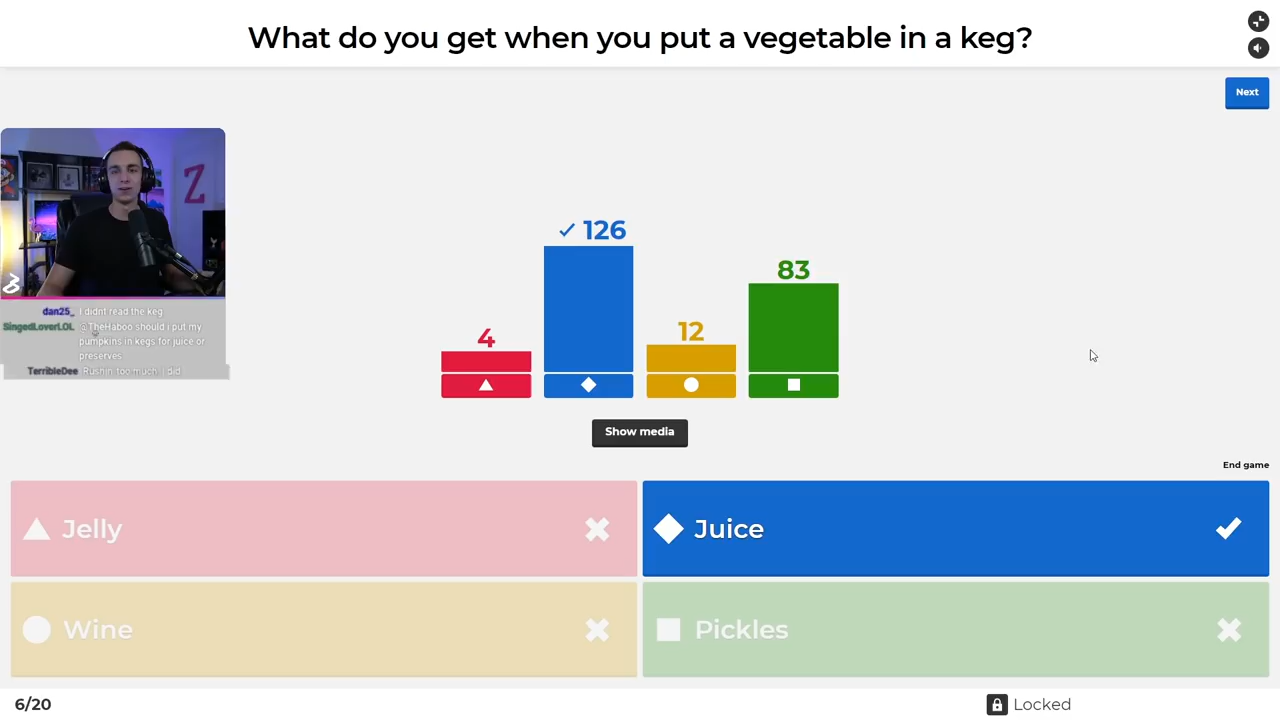 What do you get when you put a vegetable in a keg?
Next
Z
dan25_ I didnt read the keg
SingedLoverLOL @TheHaboo should i put my
pumpkins in kegs for juice or
preserves
TerribleDee Rushin too much I did
4
126
12
83
Show media
End game
Jelly
Juice
Wine
Pickles
6/20
Locked